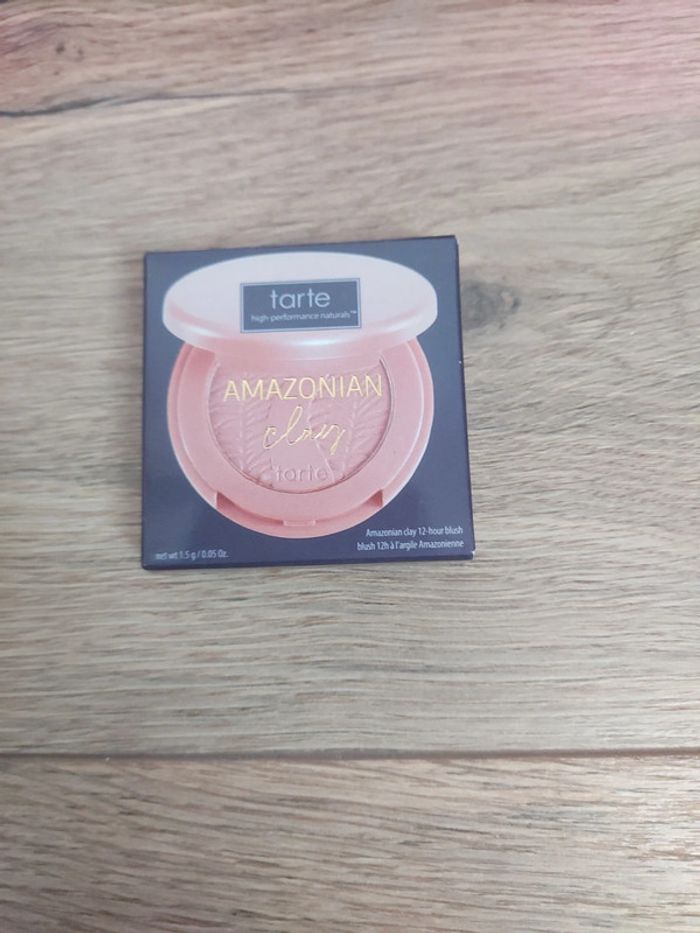 tarte
high-performance naturals™
AMAZONIAN
clay
tarte
Amazonian clay 12-hour blush
blush 12h à l'argile Amazonienne
net wt 1.5 g / 0.05 Oz.